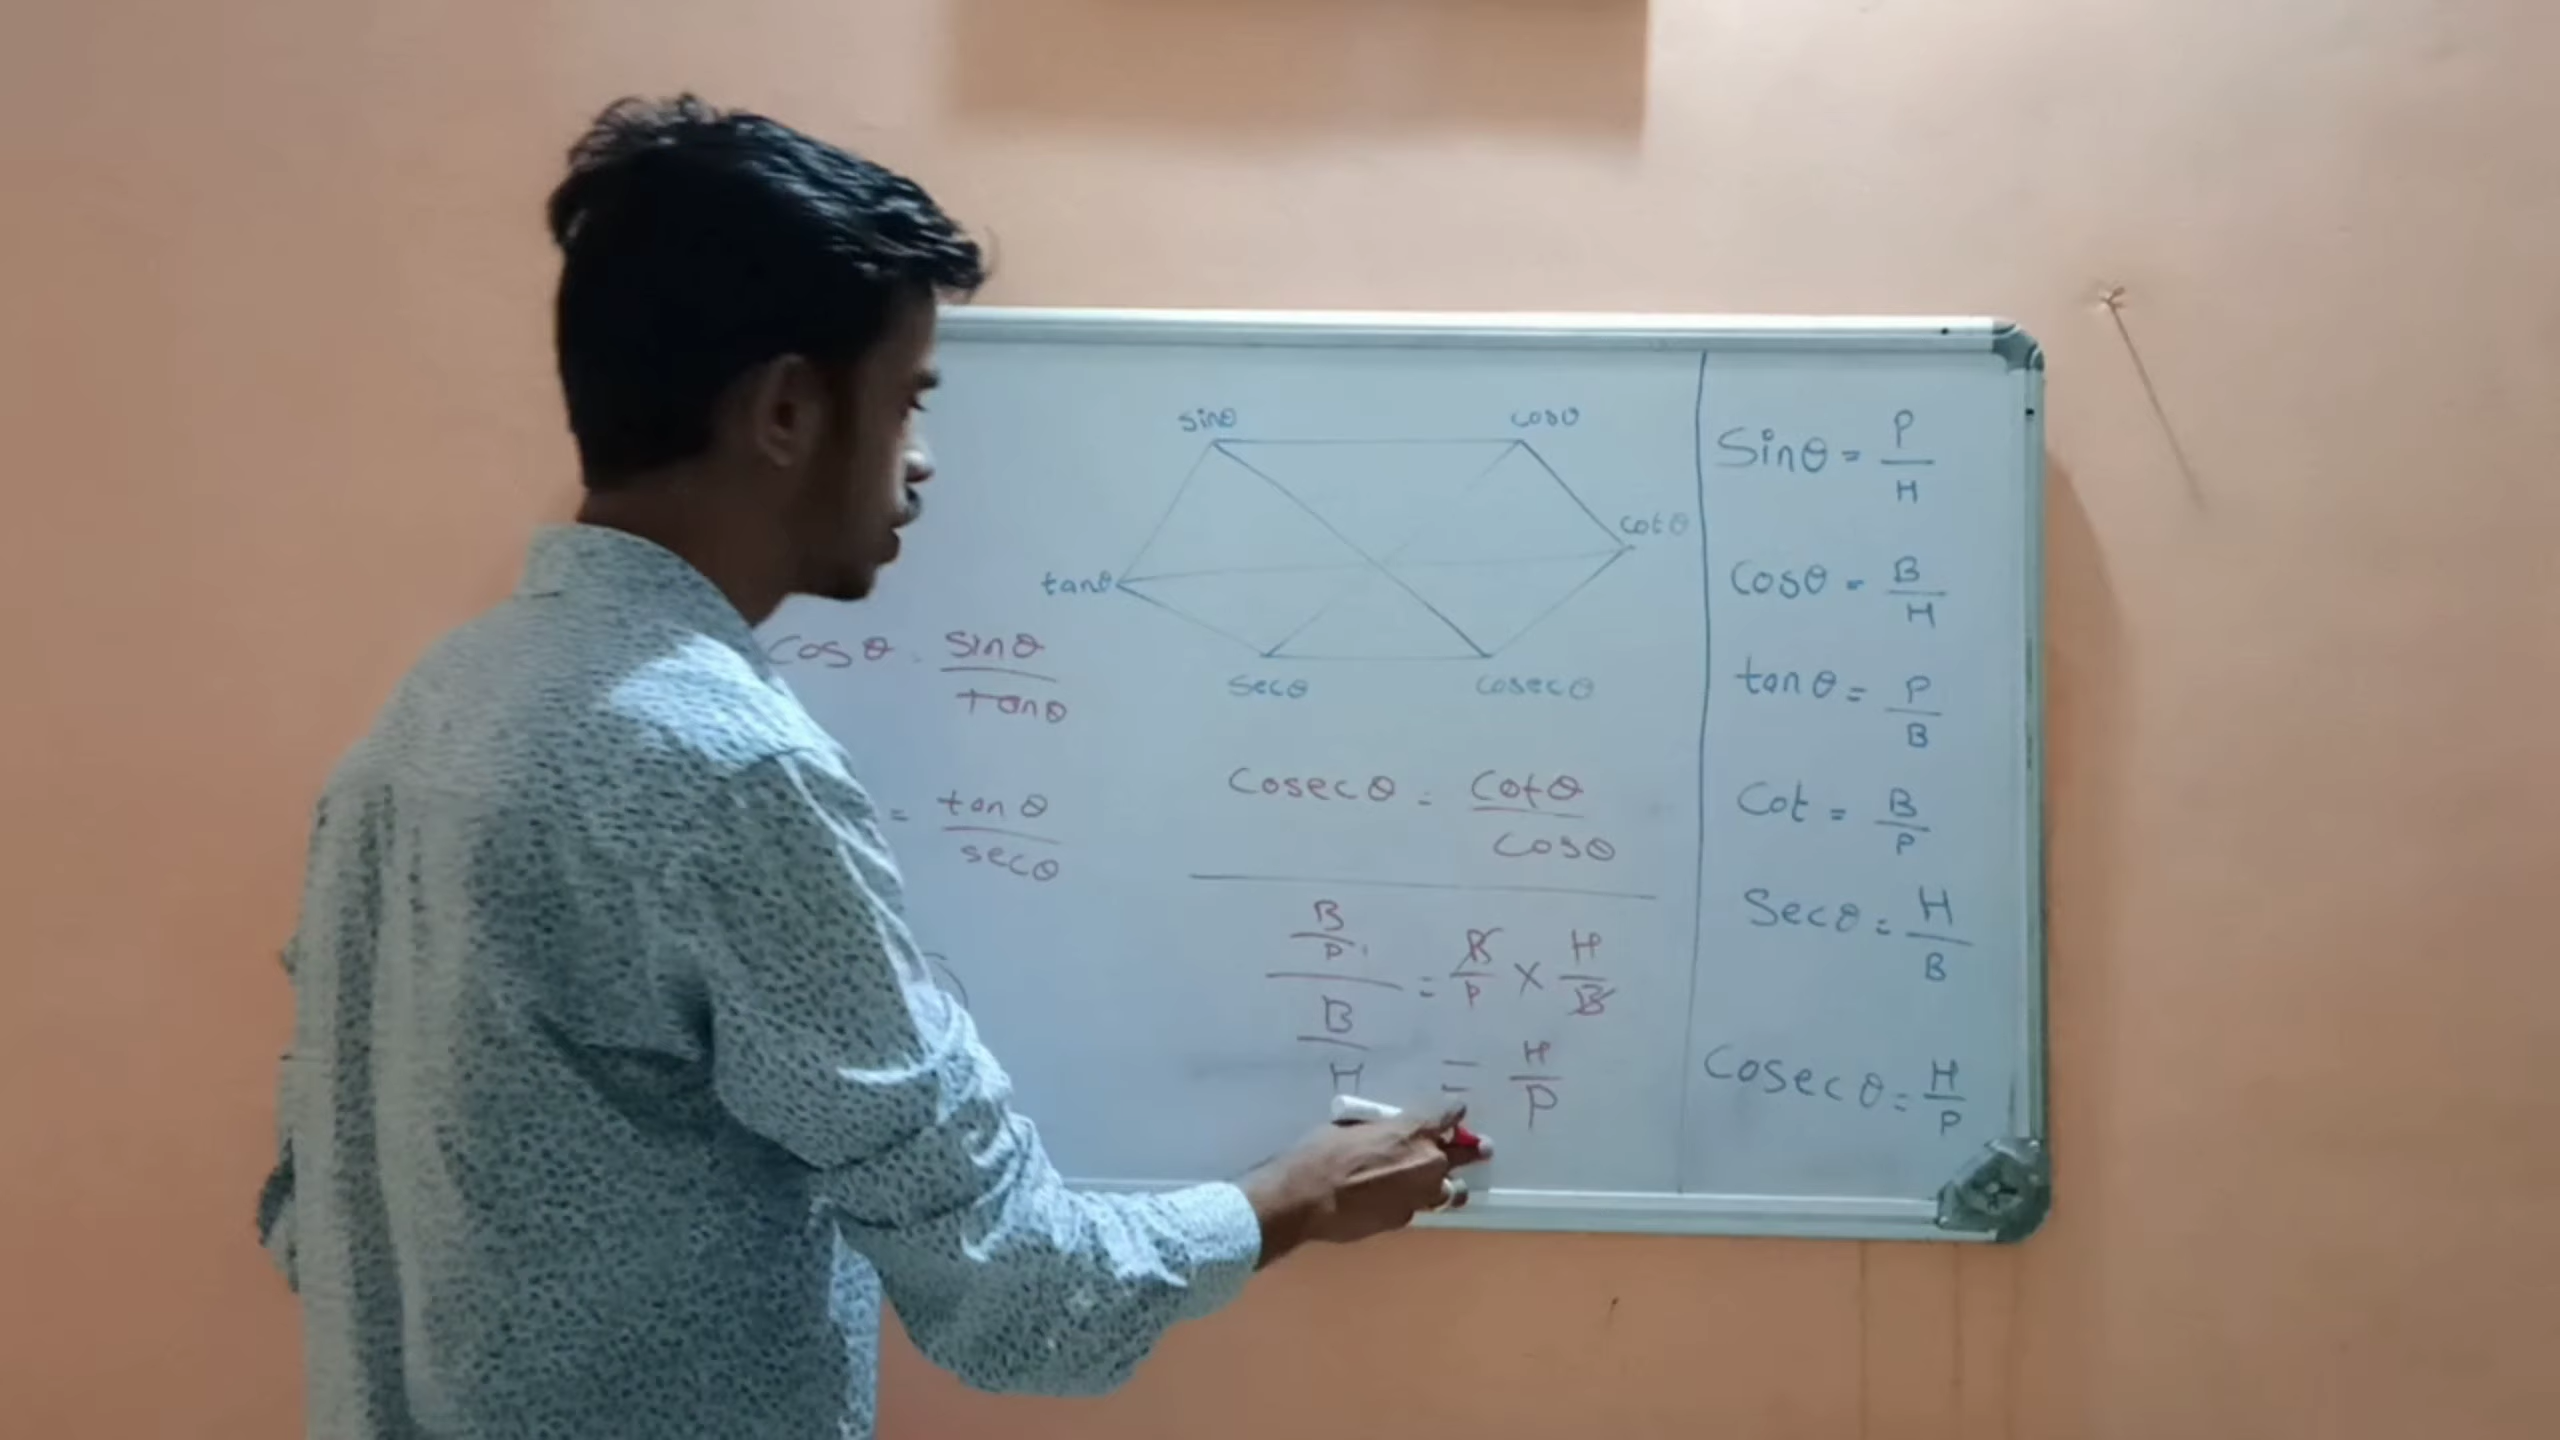 sinθ cosθ
cotθ
tanθ
secθ cosecθ
cosθ = sinθ / tanθ
= tanθ / secθ
cosecθ = cotθ / cosθ
B/P / B/H = B/P × H/B
= H/P
Sinθ = P/H
Cosθ = B/H
tanθ = P/B
Cot = B/P
Secθ = H/B
Cosecθ = H/P